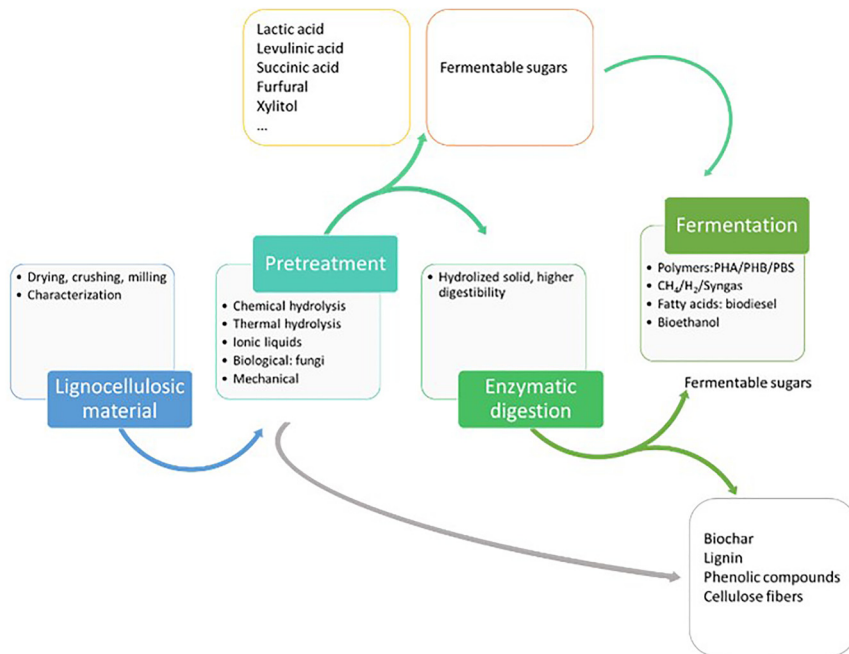 Lactic acid
Levulinic acid
Succinic acid
Furfural
Xylitol
...
Fermentable sugars
• Drying, crushing, milling
• Characterization
Lignocellulosic
material
Pretreatment
• Chemical hydrolysis
• Thermal hydrolysis
• Ionic liquids
• Biological: fungi
• Mechanical
• Hydrolized solid, higher
digestibility
Enzymatic
digestion
Fermentation
• Polymers:PHA/PHB/PBS
• CH₄/H₂/Syngas
• Fatty acids: biodiesel
• Bioethanol
Fermentable sugars
Biochar
Lignin
Phenolic compounds
Cellulose fibers